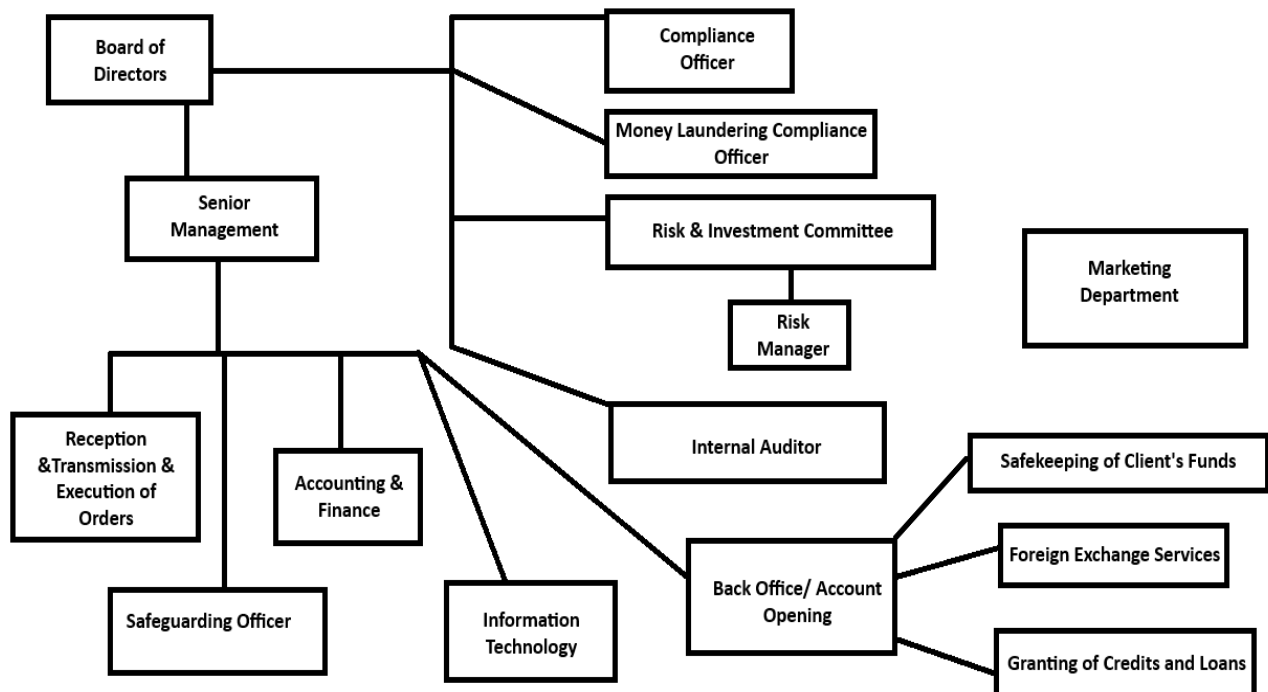 Board of
Directors
Compliance
Officer
Money Laundering Compliance
Officer
Senior
Management
Risk & Investment Committee
Marketing
Department
Risk
Manager
Reception
&Transmission &
Execution of
Orders
Accounting &
Finance
Internal Auditor
Safekeeping of Client's Funds
Foreign Exchange Services
Back Office/ Account
Opening
Safeguarding Officer
Information
Technology
Granting of Credits and Loans